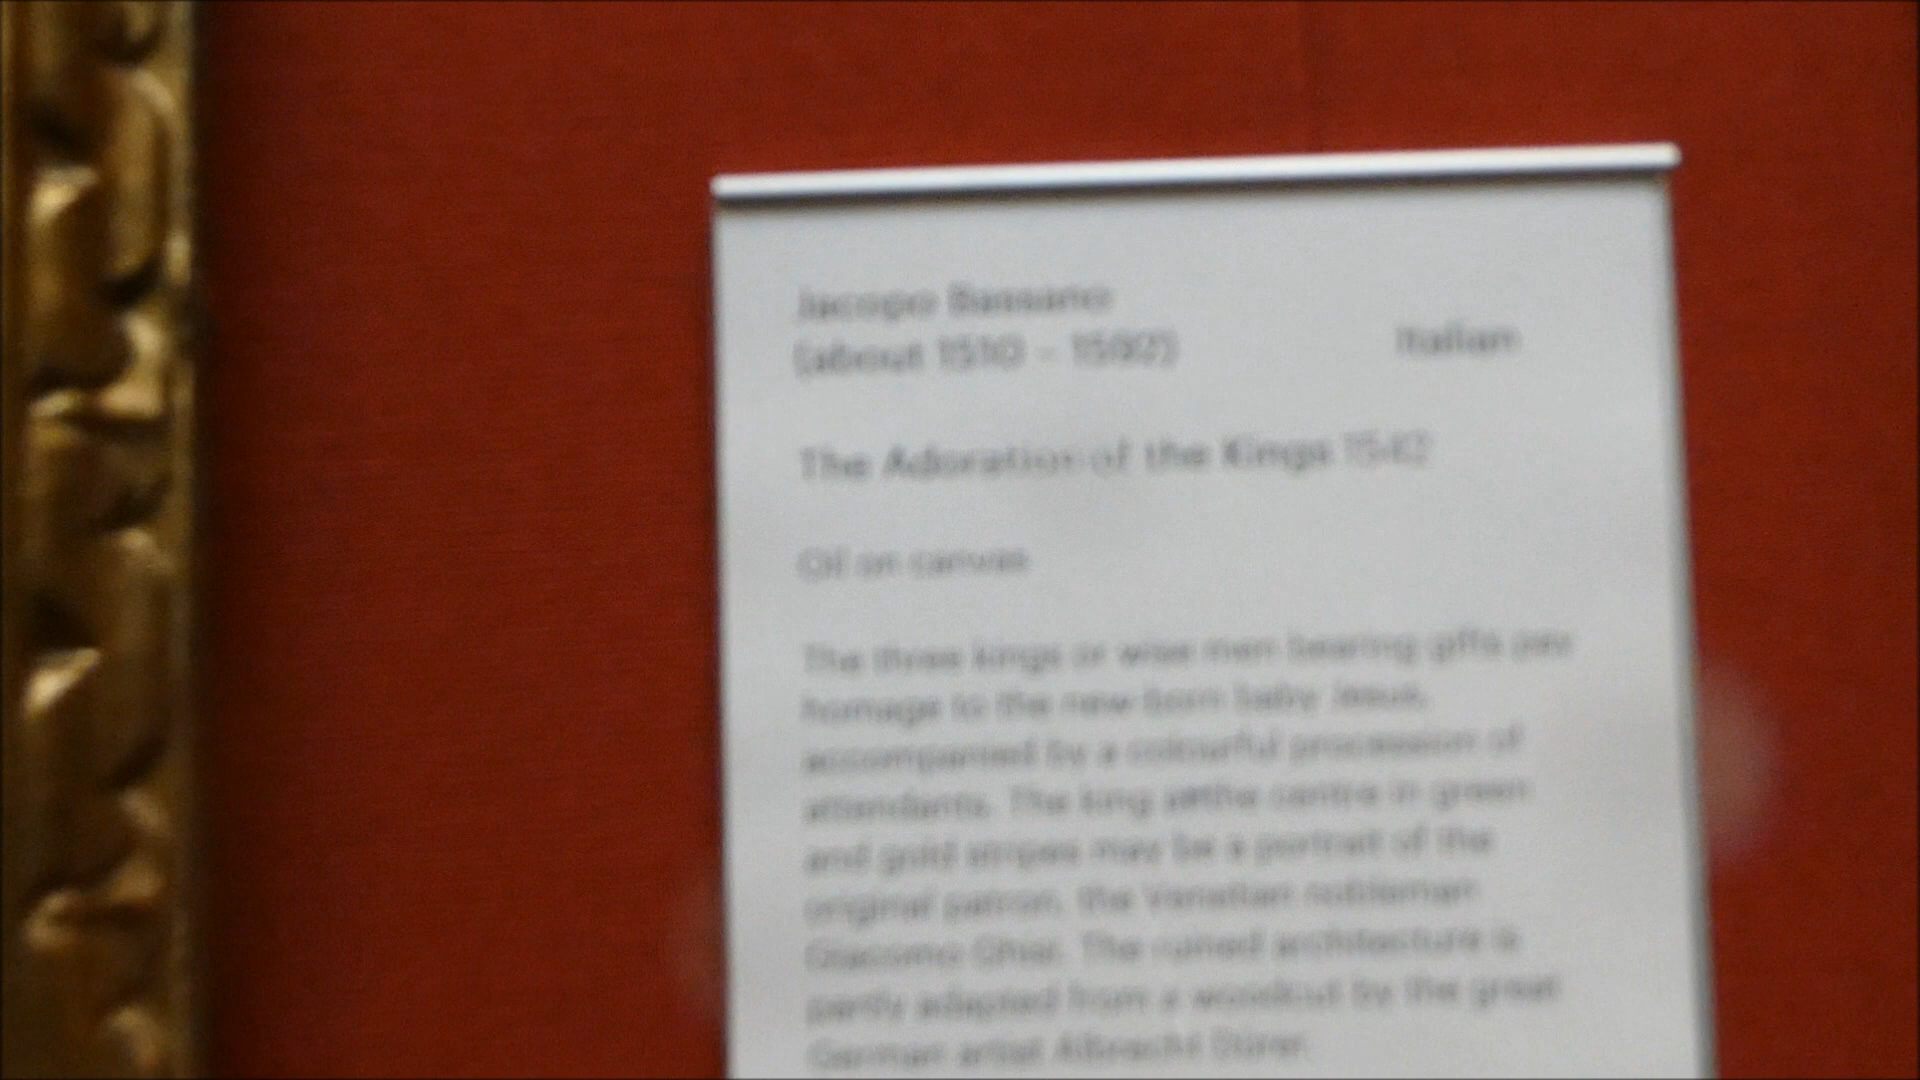 Jacopo Bassano
(about 1510 - 1592) Italian
The Adoration of the Kings 1542
Oil on canvas
The three kings or wise men bearing gifts pay
homage to the new born baby Jesus,
accompanied by a colourful procession of
attendants. The king at the centre in green
and gold stripes may be a portrait of the
original patron, the Venetian nobleman
Giacomo Ghisi. The ruined architecture is
partly adapted from a woodcut by the great
German artist Albrecht Dürer.